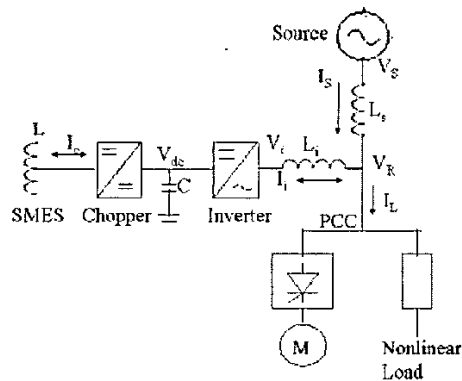 Source
V_S
I_S
L_s
L
I_c
V_dc
V_i
L_i
V_R
C
I_i
I_L
SMES
Chopper
Inverter
PCC
M
Nonlinear
Load